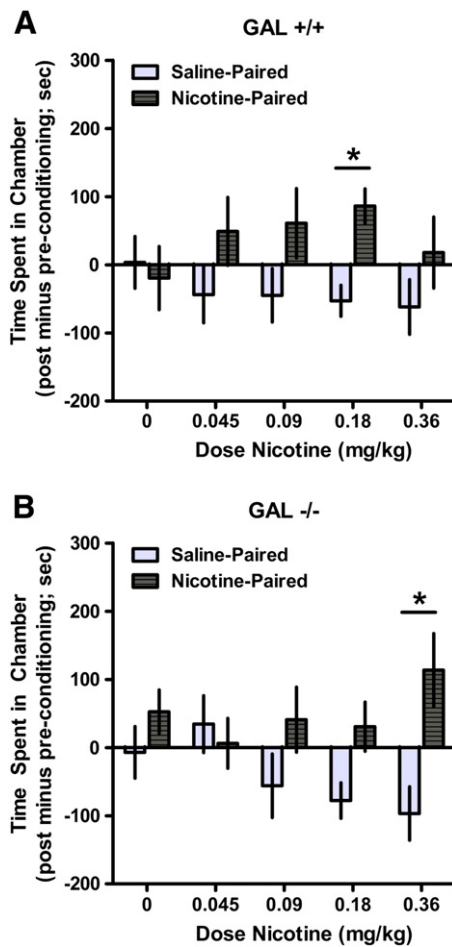 A
GAL +/+
Time Spent in Chamber
(post minus pre-conditioning; sec)
300
200
100
0
-100
-200
Saline-Paired
Nicotine-Paired
*
0 0.045 0.09 0.18 0.36
Dose Nicotine (mg/kg)
B
GAL -/-
Time Spent in Chamber
(post minus pre-conditioning; sec)
300
200
100
0
-100
-200
Saline-Paired
Nicotine-Paired
*
0 0.045 0.09 0.18 0.36
Dose Nicotine (mg/kg)